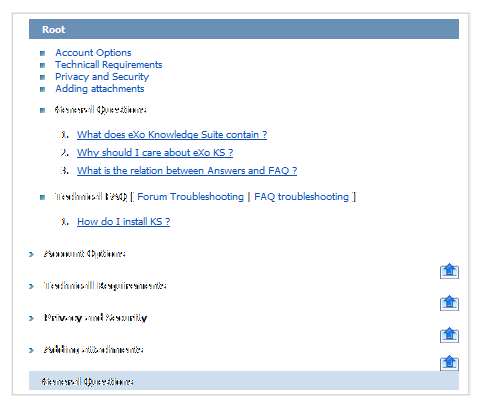 Root
Account Options
Technicall Requirements
Privacy and Security
Adding attachments
General Questions
1. What does eXo Knowledge Suite contain ?
2. Why should I care about eXo KS ?
3. What is the relation between Answers and FAQ ?
Technical FAQ [ Forum Troubleshooting | FAQ troubleshooting ]
1. How do I install KS ?
Account Options
Technicall Requirements
Privacy and Security
Adding attachments
General Questions